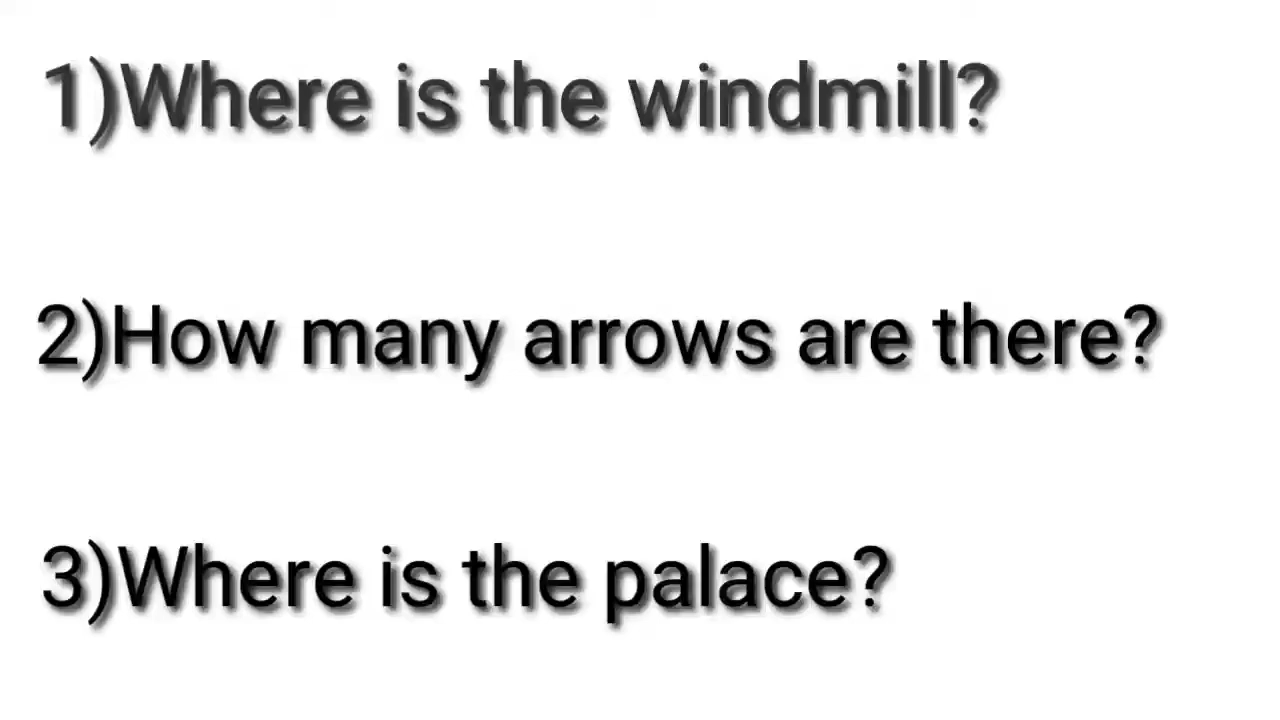 1)Where is the windmill?
2)How many arrows are there?
3)Where is the palace?